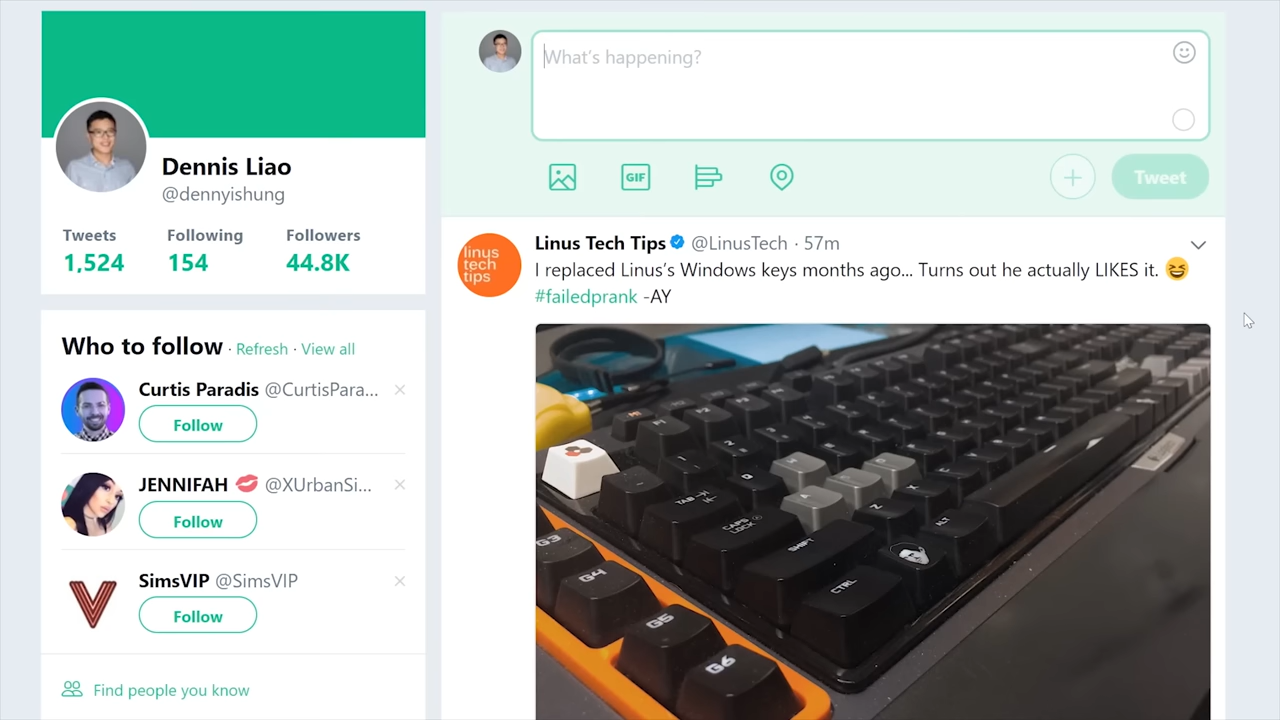 Dennis Liao
@dennyishung
Tweets Following Followers
1,524 154 44.8K
Who to follow · Refresh · View all
Curtis Paradis @CurtisPara...
Follow
JENNIFAH 💋 @XUrbanSi...
Follow
SimsVIP @SimsVIP
Follow
Find people you know
What's happening?
GIF
Tweet
linus
tech
tips
Linus Tech Tips @LinusTech · 57m
I replaced Linus's Windows keys months ago... Turns out he actually LIKES it. 😆
#failedprank -AY
TAB
CAPS
LOCK
SHIFT
ALT
CTRL
Q
W
A
Z
X
G3
G4
G5
G6